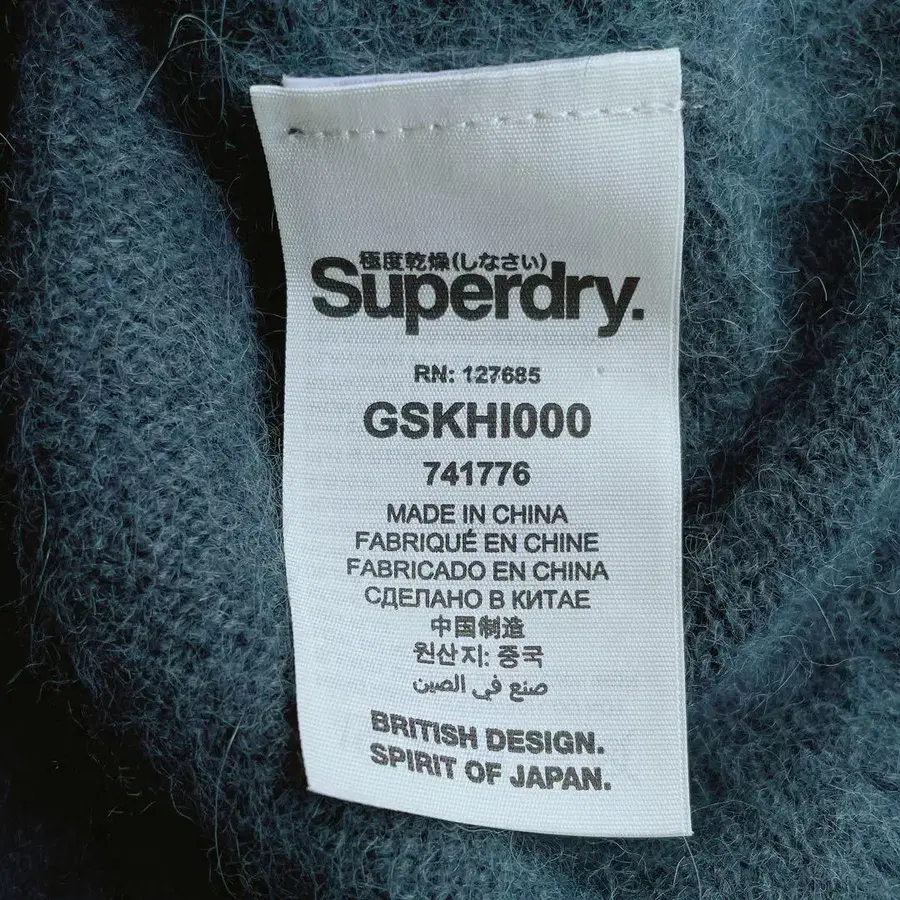 極度乾燥(しなさい)
Superdry.
RN: 127685
GSKHI000
741776
MADE IN CHINA
FABRIQUÉ EN CHINE
FABRICADO EN CHINA
СДЕЛАНО В КИТАЕ
中国制造
원산지: 중국
صنع في الصين
BRITISH DESIGN.
SPIRIT OF JAPAN.